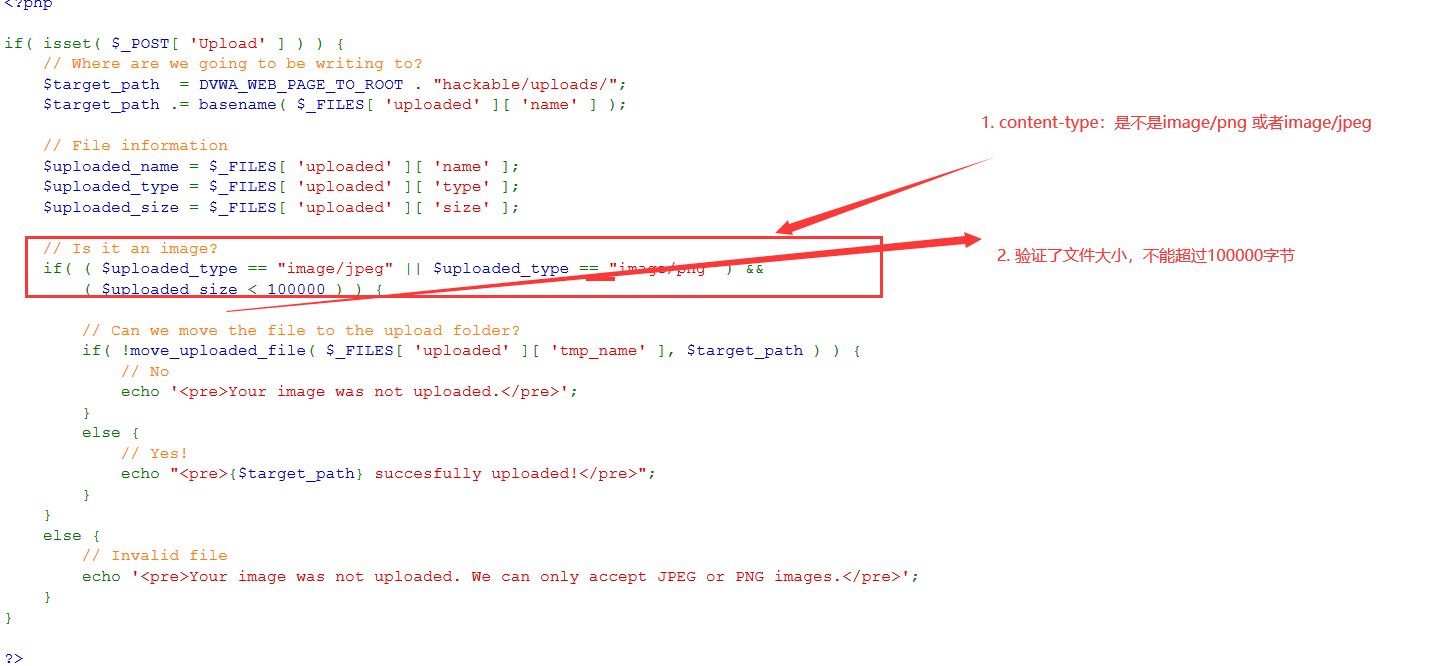 <?php
if( isset( $_POST[ 'Upload' ] ) ) {
// Where are we going to be writing to?
$target_path  = DVWA_WEB_PAGE_TO_ROOT . "hackable/uploads/";
$target_path .= basename( $_FILES[ 'uploaded' ][ 'name' ] );
1. content-type：是不是image/png 或者image/jpeg
// File information
$uploaded_name = $_FILES[ 'uploaded' ][ 'name' ];
$uploaded_type = $_FILES[ 'uploaded' ][ 'type' ];
$uploaded_size = $_FILES[ 'uploaded' ][ 'size' ];
// Is it an image?
2. 验证了文件大小，不能超过100000字节
if( ( $uploaded_type == "image/jpeg" || $uploaded_type == "image/png" ) &&
( $uploaded_size < 100000 ) ) {
// Can we move the file to the upload folder?
if( !move_uploaded_file( $_FILES[ 'uploaded' ][ 'tmp_name' ], $target_path ) ) {
// No
echo '<pre>Your image was not uploaded.</pre>';
}
else {
// Yes!
echo "<pre>{$target_path} succesfully uploaded!</pre>";
}
}
else {
// Invalid file
echo '<pre>Your image was not uploaded. We can only accept JPEG or PNG images.</pre>';
}
}
?>